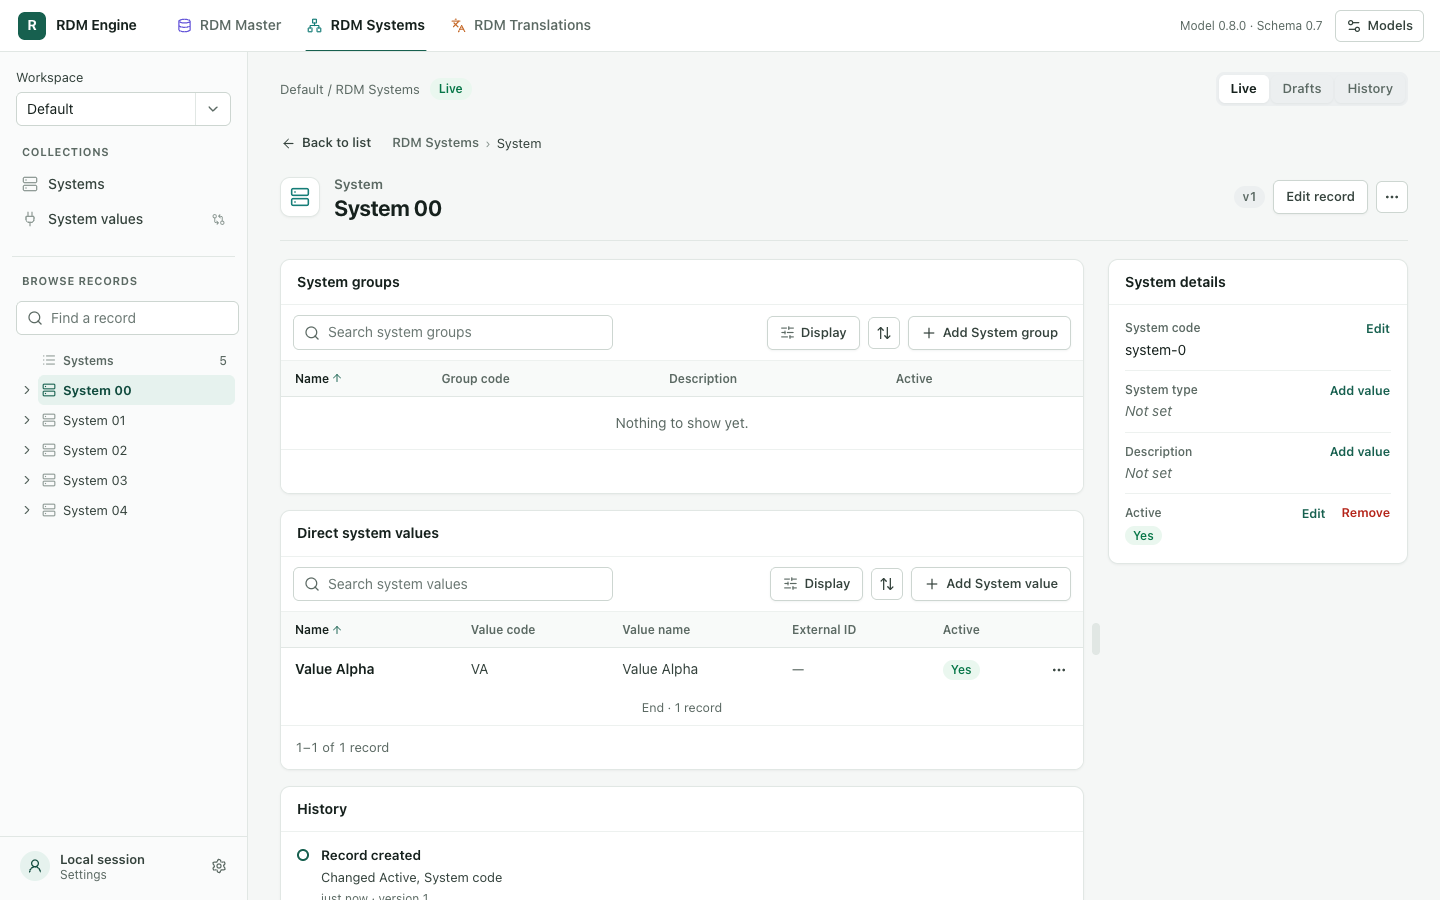 R RDM Engine RDM Master RDM Systems RDM Translations Model 0.8.0 · Schema 0.7 Models
Workspace
Default
COLLECTIONS
Systems
System values
BROWSE RECORDS
Find a record
Systems 5
System 00
System 01
System 02
System 03
System 04
Local session
Settings
Default / RDM Systems Live
Live Drafts History
Back to list RDM Systems › System
System
System 00
v1 Edit record
System groups
Search system groups Display Add System group
Name Group code Description Active
Nothing to show yet.
Direct system values
Search system values Display Add System value
Name Value code Value name External ID Active
Value Alpha VA Value Alpha — Yes
End · 1 record
1–1 of 1 record
History
Record created
Changed Active, System code
just now · version 1
System details
System code Edit
system-0
System type Add value
Not set
Description Add value
Not set
Active Edit Remove
Yes